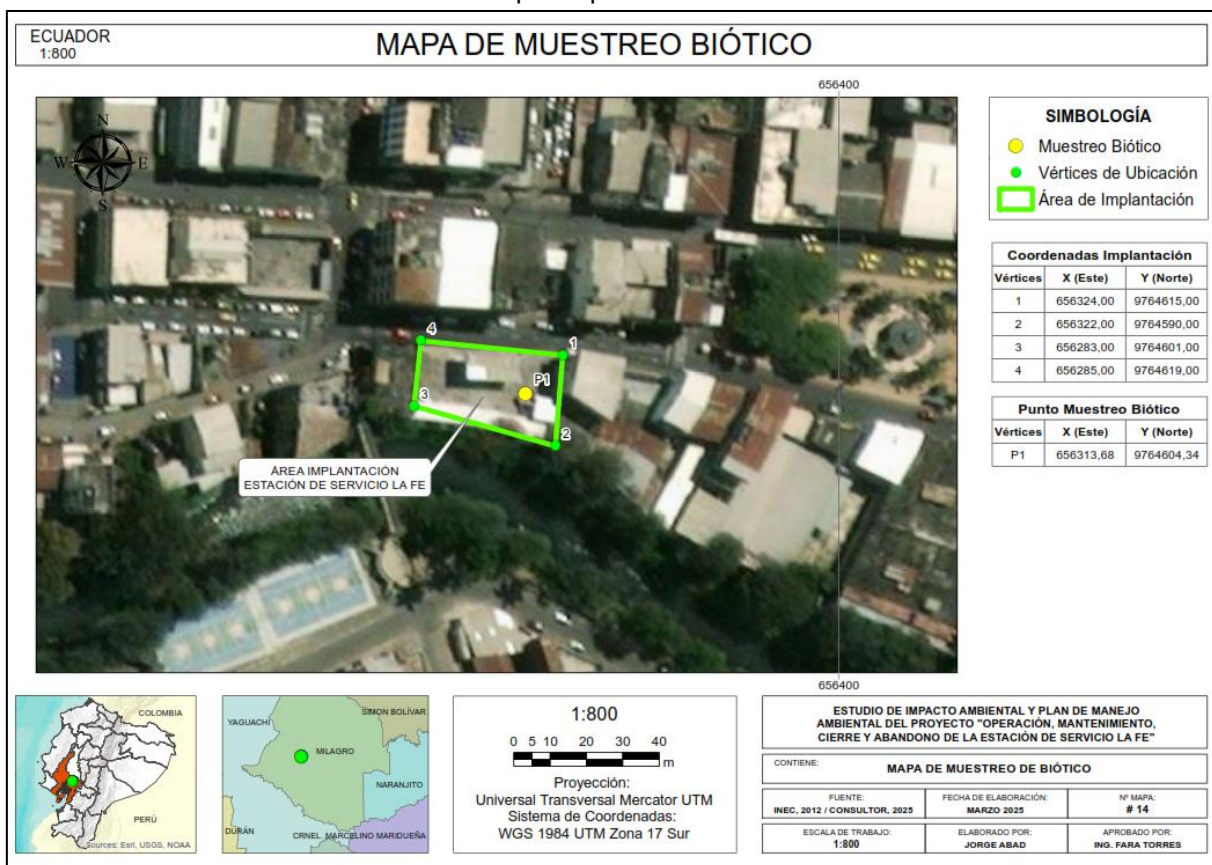 ECUADOR
1:800
MAPA DE MUESTREO BIÓTICO
656400
N
W E
S
4
1
P1
3
2
ÁREA IMPLANTACIÓN
ESTACIÓN DE SERVICIO LA FE
656400
SIMBOLOGÍA
Muestreo Biótico
Vértices de Ubicación
Área de Implantación
Coordenadas Implantación
Vértices X (Este) Y (Norte)
1 656324,00 9764615,00
2 656322,00 9764590,00
3 656283,00 9764601,00
4 656285,00 9764619,00
Punto Muestreo Biótico
Vértices X (Este) Y (Norte)
P1 656313,68 9764604,34
COLOMBIA
PERÚ
Sources: Esri, USGS, NOAA
YAGUACHI
SIMON BOLÍVAR
MILAGRO
NARANJITO
DURÁN
CRNEL. MARCELINO MARIDUEÑA
1:800
0 5 10 20 30 40
m
Proyección:
Universal Transversal Mercator UTM
Sistema de Coordenadas:
WGS 1984 UTM Zona 17 Sur
ESTUDIO DE IMPACTO AMBIENTAL Y PLAN DE MANEJO
AMBIENTAL DEL PROYECTO "OPERACIÓN, MANTENIMIENTO,
CIERRE Y ABANDONO DE LA ESTACIÓN DE SERVICIO LA FE"
CONTIENE: MAPA DE MUESTREO DE BIÓTICO
FUENTE:
INEC, 2012 / CONSULTOR, 2025
FECHA DE ELABORACIÓN:
MARZO 2025
Nº MAPA:
# 14
ESCALA DE TRABAJO:
1:800
ELABORADO POR:
JORGE ABAD
APROBADO POR:
ING. FARA TORRES